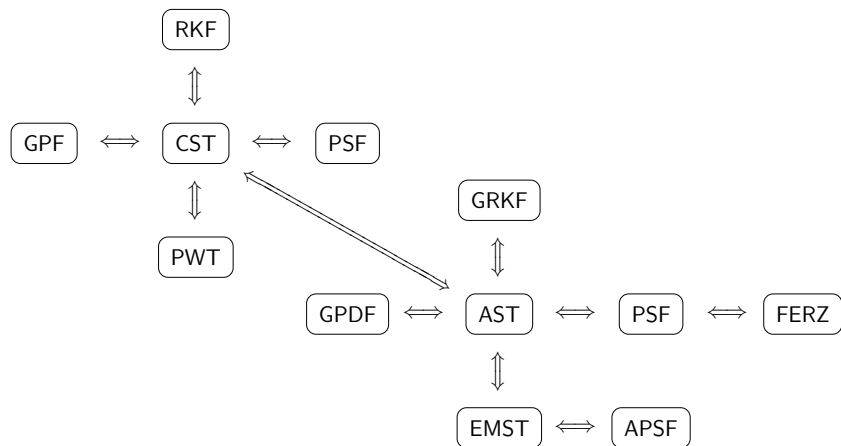 RKF
GPF CST PSF
GRKF
PWT
GPDF AST PSF FERZ
EMST APSF